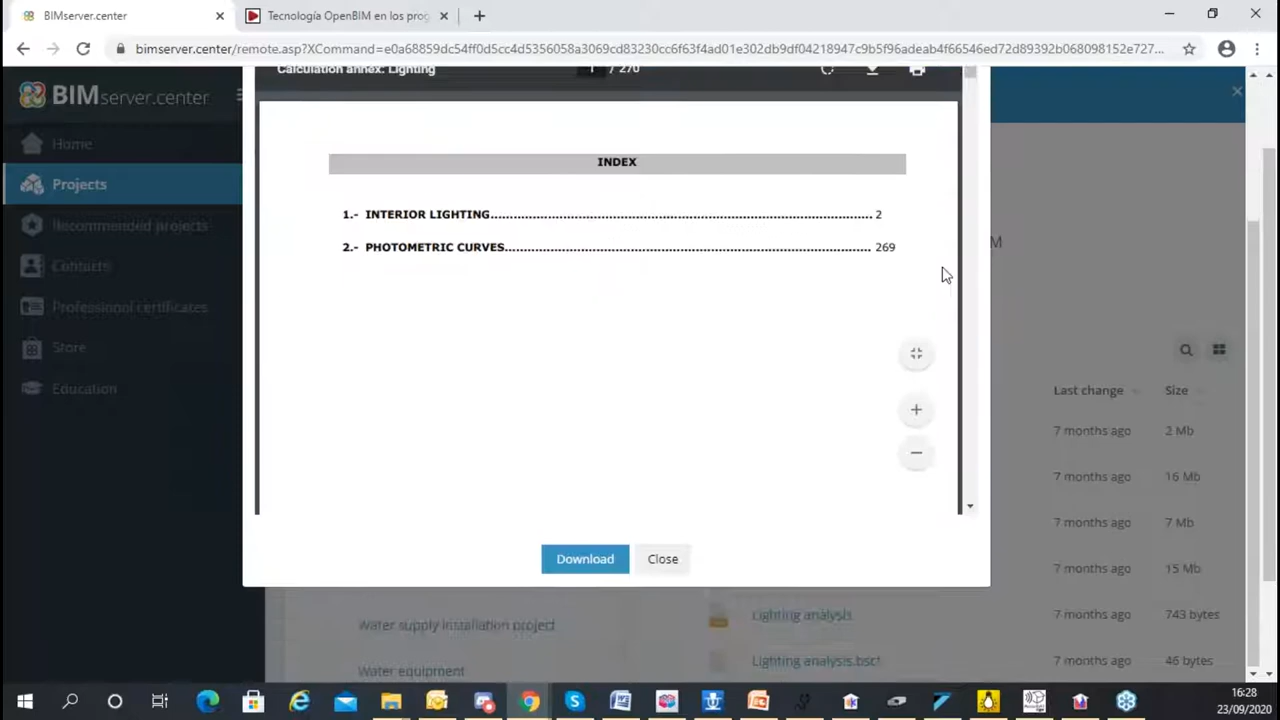 BIMserver.center
Tecnología OpenBIM en los prog
bimserver.center/remote.asp?XCommand=e0a68859dc54ff0d5cc4d5356058a3069cd83230cc6f63f4ad01e302db9df04218947c9b5f96adeab4f66546ed72d89392b068098152e727...
BIMserver.center
Home
Projects
Recommended projects
Contacts
Professional certificates
Store
Education
Calculation annex: Lighting
1 / 270
INDEX
1.- INTERIOR LIGHTING 2
2.- PHOTOMETRIC CURVES 269
Download Close
M
Last change Size
7 months ago 2 Mb
7 months ago 16 Mb
7 months ago 7 Mb
7 months ago 15 Mb
Lighting analysis 7 months ago 743 bytes
Water supply installation project
Lighting analysis.bsc1 7 months ago 46 bytes
Water equipment
16:28
23/09/2020